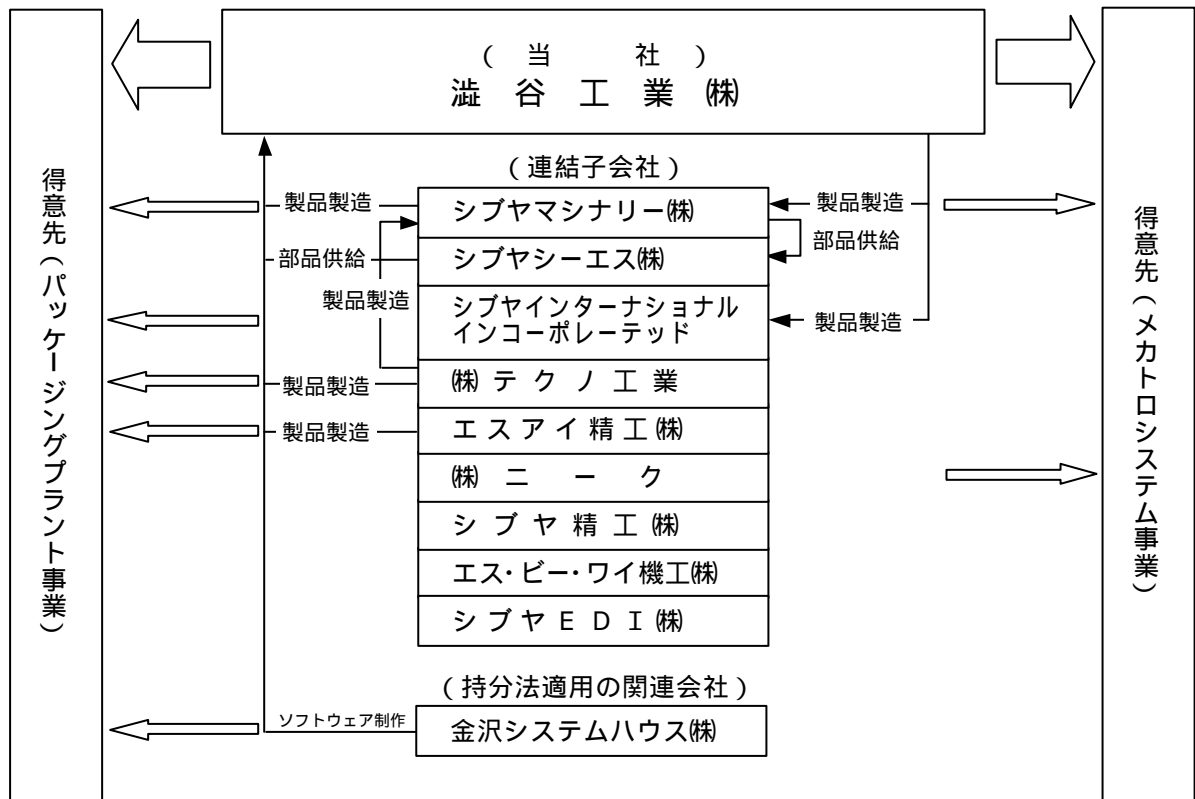 ( 当 社 )
澁 谷 工 業 ㈱
得意先(パッケージングプラント事業)
( 連結子会社 )
製品製造
シブヤマシナリー㈱
製品製造
部品供給
部品供給
シブヤシーエス㈱
製品製造
シブヤインターナショナル
インコーポレーテッド
製品製造
製品製造
㈱ テ ク ノ 工 業
製品製造
エ ス ア イ 精 工 ㈱
㈱ ニ ー ク
シ ブ ヤ 精 工 ㈱
エス・ビー・ワイ機工㈱
シ ブ ヤ E D I ㈱
( 持分法適用の関連会社 )
ソフトウェア制作
金沢システムハウス㈱
得意先(メカトロシステム事業)